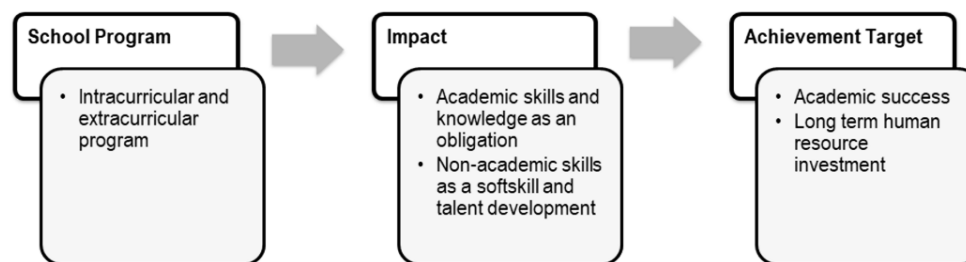 School Program
• Intracurricular and
extracurricular
program
Impact
• Academic skills and
knowledge as an
obligation
• Non-academic skills
as a softskill and
talent development
Achievement Target
• Academic success
• Long term human
resource
investment